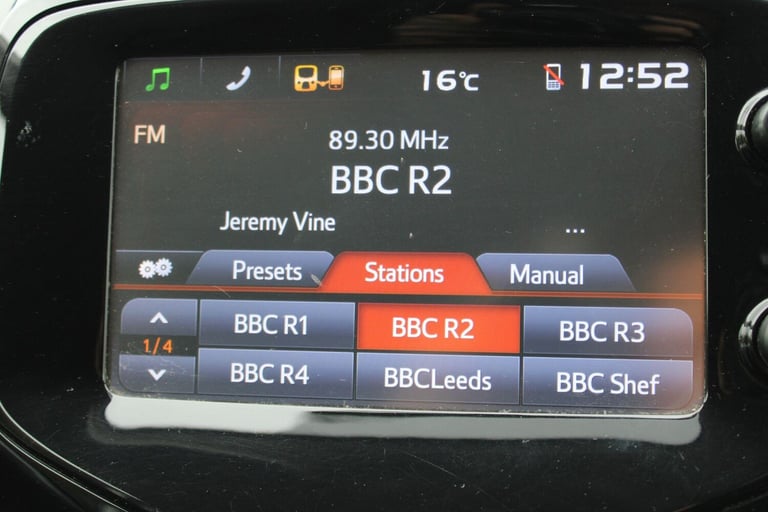 16°C 12:52
FM
89.30 MHz
BBC R2
Jeremy Vine ...
Presets Stations Manual
1/4
BBC R1 BBC R2 BBC R3
BBC R4 BBCLeeds BBC Shef